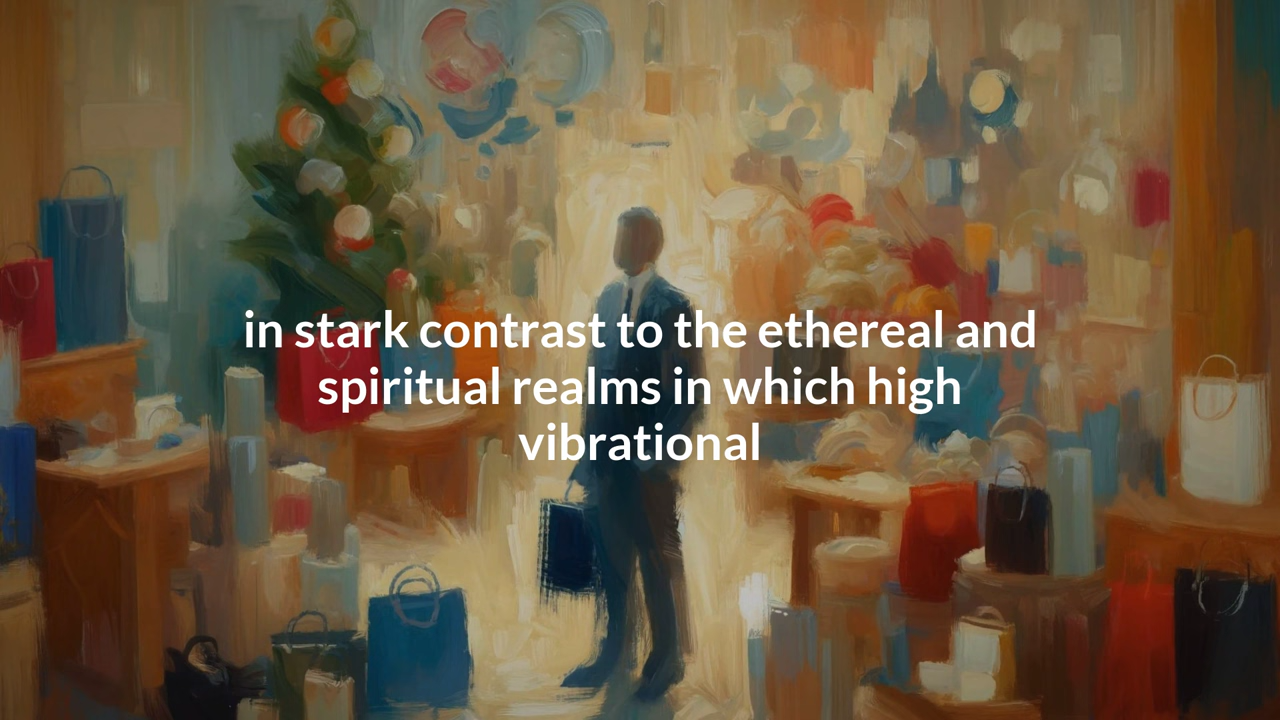 in stark contrast to the ethereal and
spiritual realms in which high
vibrational